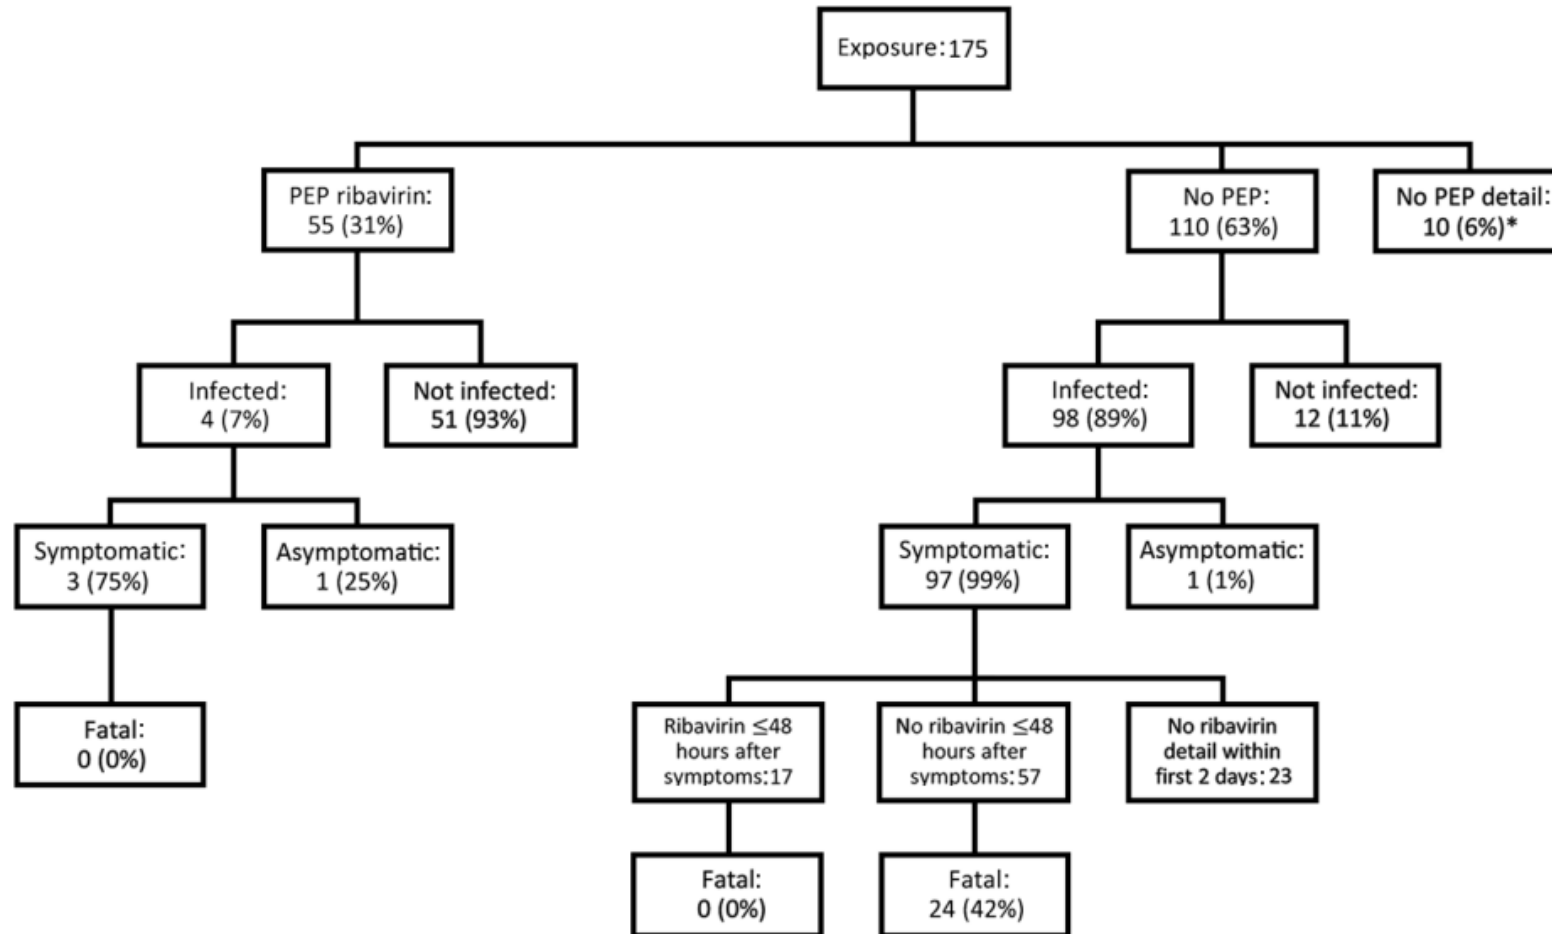 Exposure: 175
PEP ribavirin:
55 (31%)
No PEP:
110 (63%)
No PEP detail:
10 (6%)*
Infected:
4 (7%)
Not infected:
51 (93%)
Infected:
98 (89%)
Not infected:
12 (11%)
Symptomatic:
3 (75%)
Asymptomatic:
1 (25%)
Symptomatic:
97 (99%)
Asymptomatic:
1 (1%)
Fatal:
0 (0%)
Ribavirin ≤48
hours after
symptoms: 17
No ribavirin ≤48
hours after
symptoms: 57
No ribavirin
detail within
first 2 days: 23
Fatal:
0 (0%)
Fatal:
24 (42%)